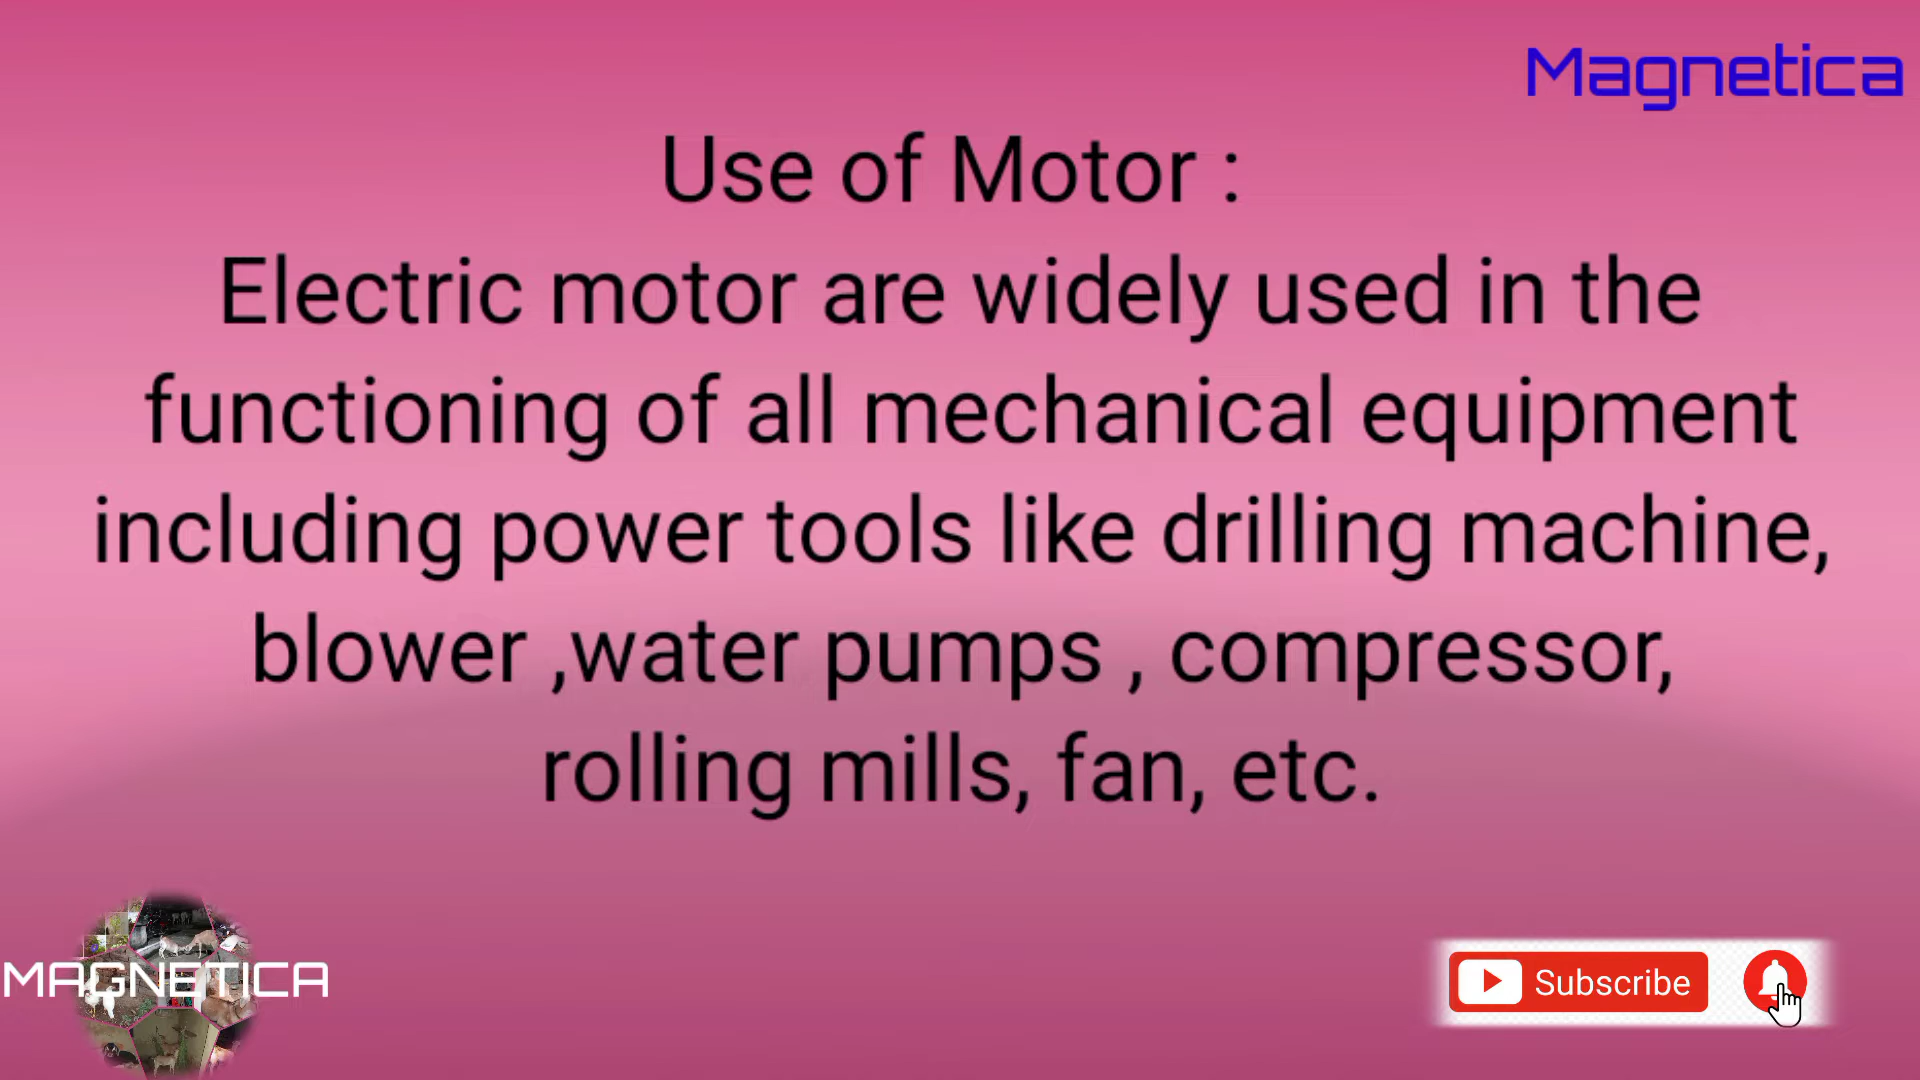 Magnetica
Use of Motor :
Electric motor are widely used in the
functioning of all mechanical equipment
including power tools like drilling machine,
blower ,water pumps , compressor,
rolling mills, fan, etc.
MAGNETICA
Subscribe